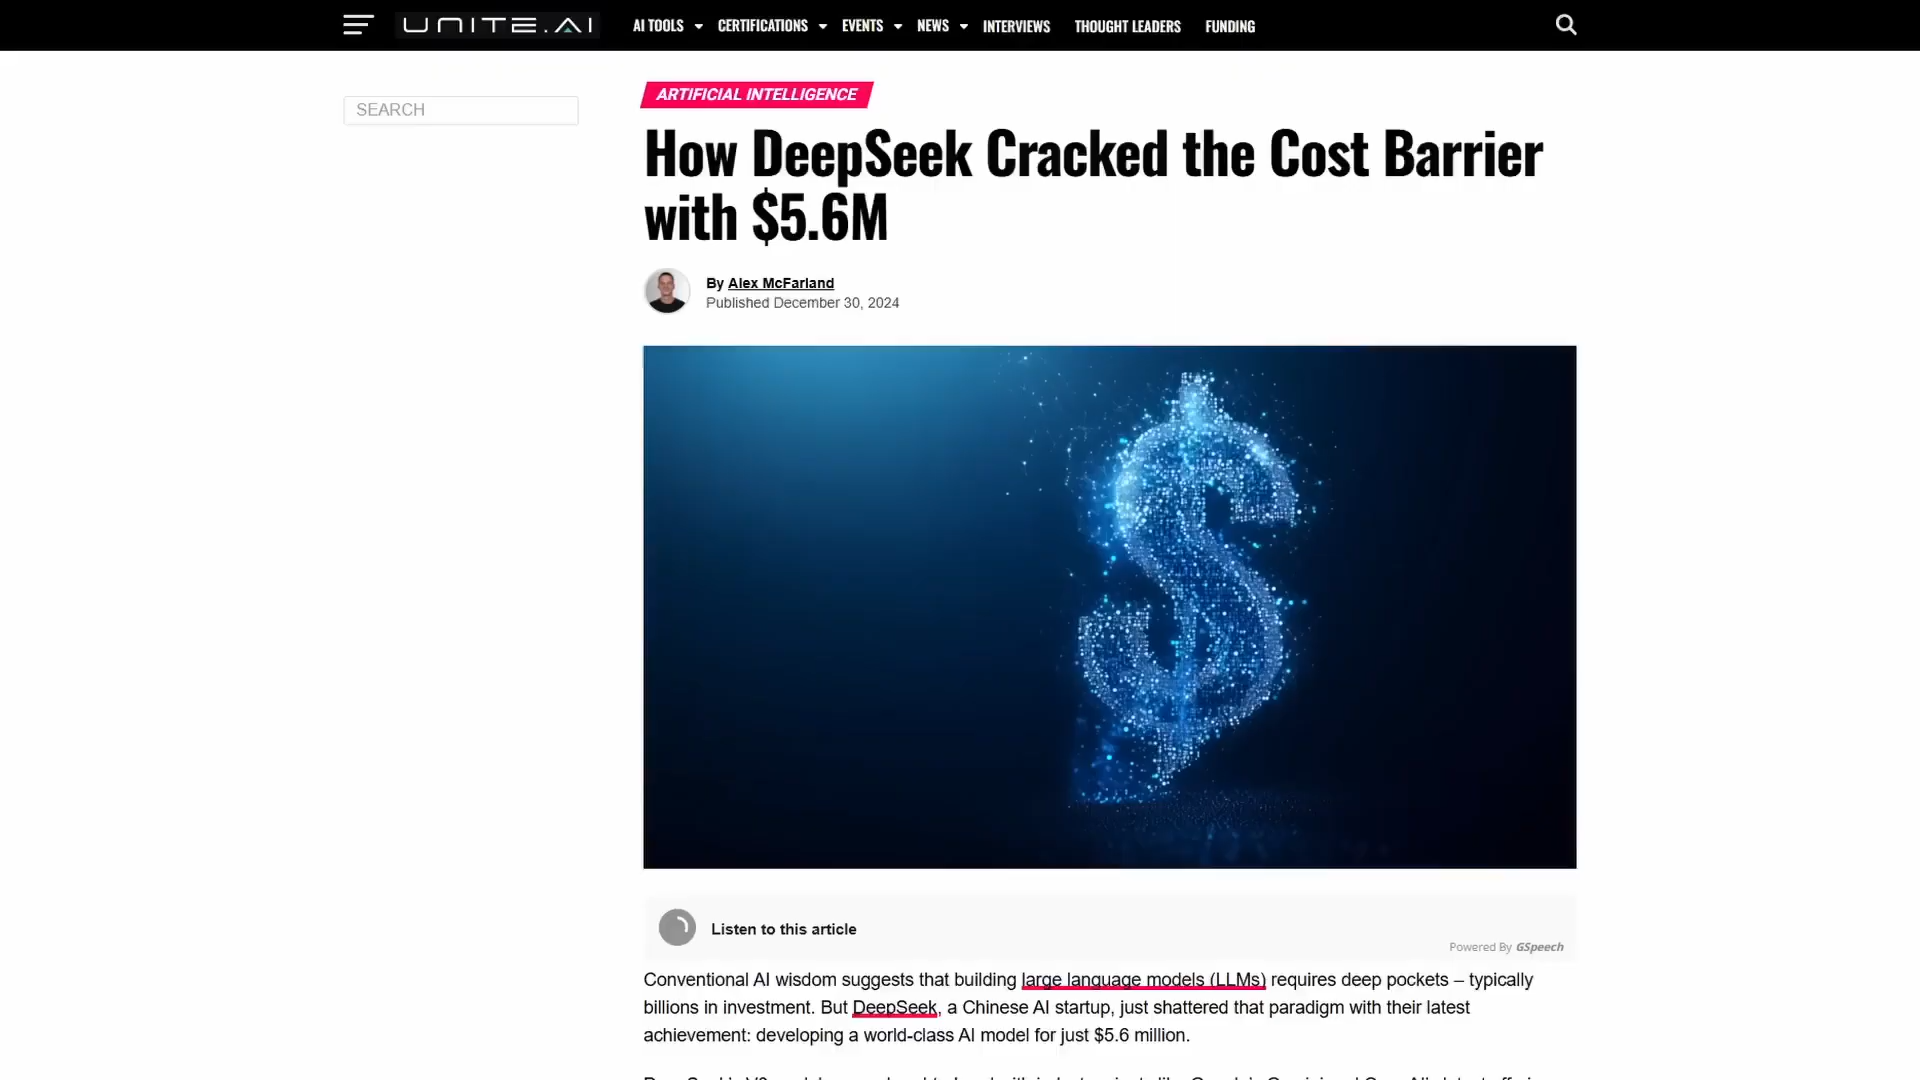 UNITE.AI AI TOOLS CERTIFICATIONS EVENTS NEWS INTERVIEWS THOUGHT LEADERS FUNDING
SEARCH
ARTIFICIAL INTELLIGENCE
How DeepSeek Cracked the Cost Barrier
with $5.6M
By Alex McFarland
Published December 30, 2024
Listen to this article
Powered By GSpeech
Conventional AI wisdom suggests that building large language models (LLMs) requires deep pockets – typically
billions in investment. But DeepSeek, a Chinese AI startup, just shattered that paradigm with their latest
achievement: developing a world-class AI model for just $5.6 million.